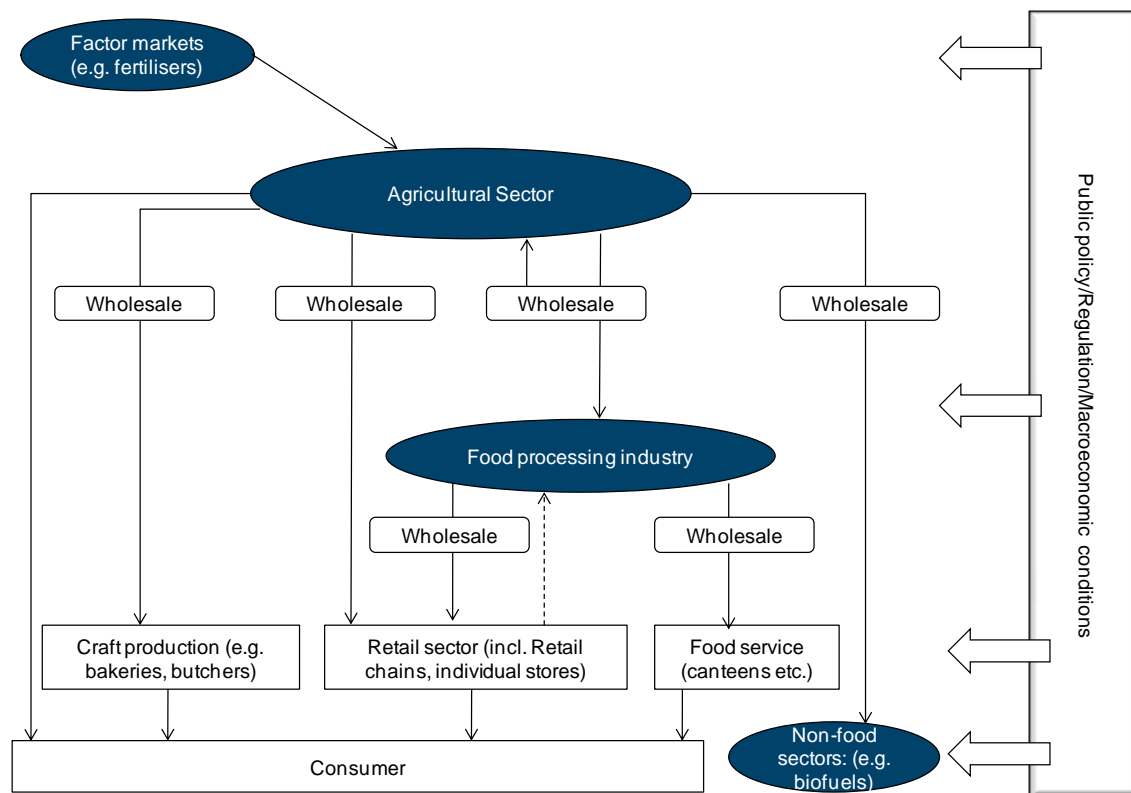 Factor markets
(e.g. fertilisers)
Agricultural Sector
Wholesale
Wholesale
Wholesale
Wholesale
Food processing industry
Wholesale
Wholesale
Craft production (e.g.
bakeries, butchers)
Retail sector (incl. Retail
chains, individual stores)
Food service
(canteens etc.)
Non-food
sectors: (e.g.
biofuels)
Consumer
Public policy/Regulation/Macroeconomic conditions